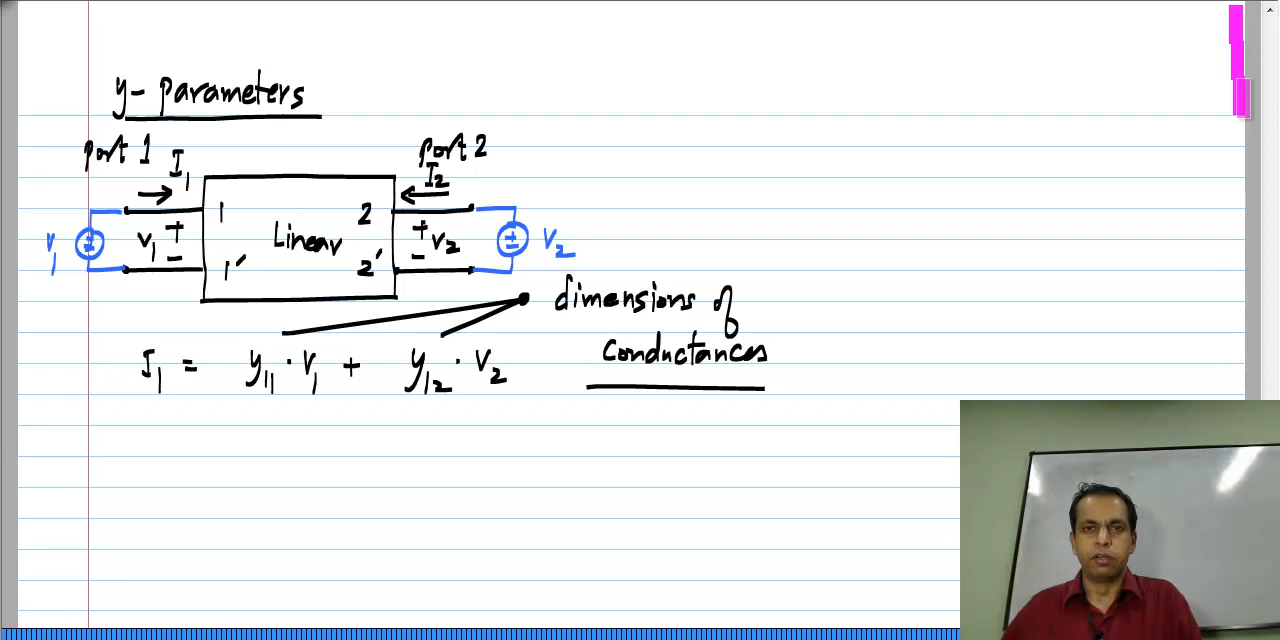 y- parameters
port 1
port 2
I1
I2
1
2
V1
+
-
V1
Linear
+
-
V2
V2
1'
2'
dimensions of
conductances
I1 = y11 · V1 + y12 · V2